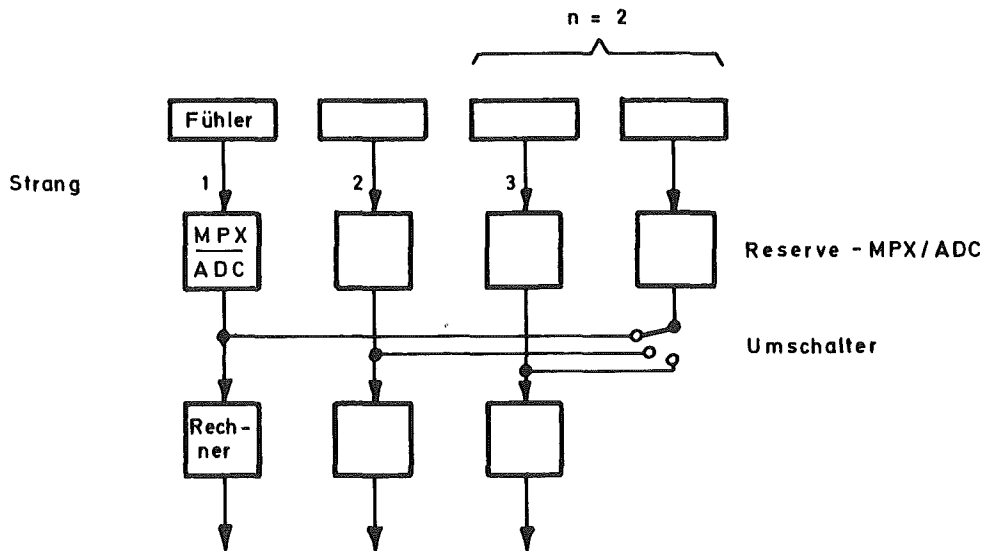 n = 2
Fühler
Strang
1
2
3
MPX
ADC
Reserve - MPX / ADC
Umschalter
Rech-
ner